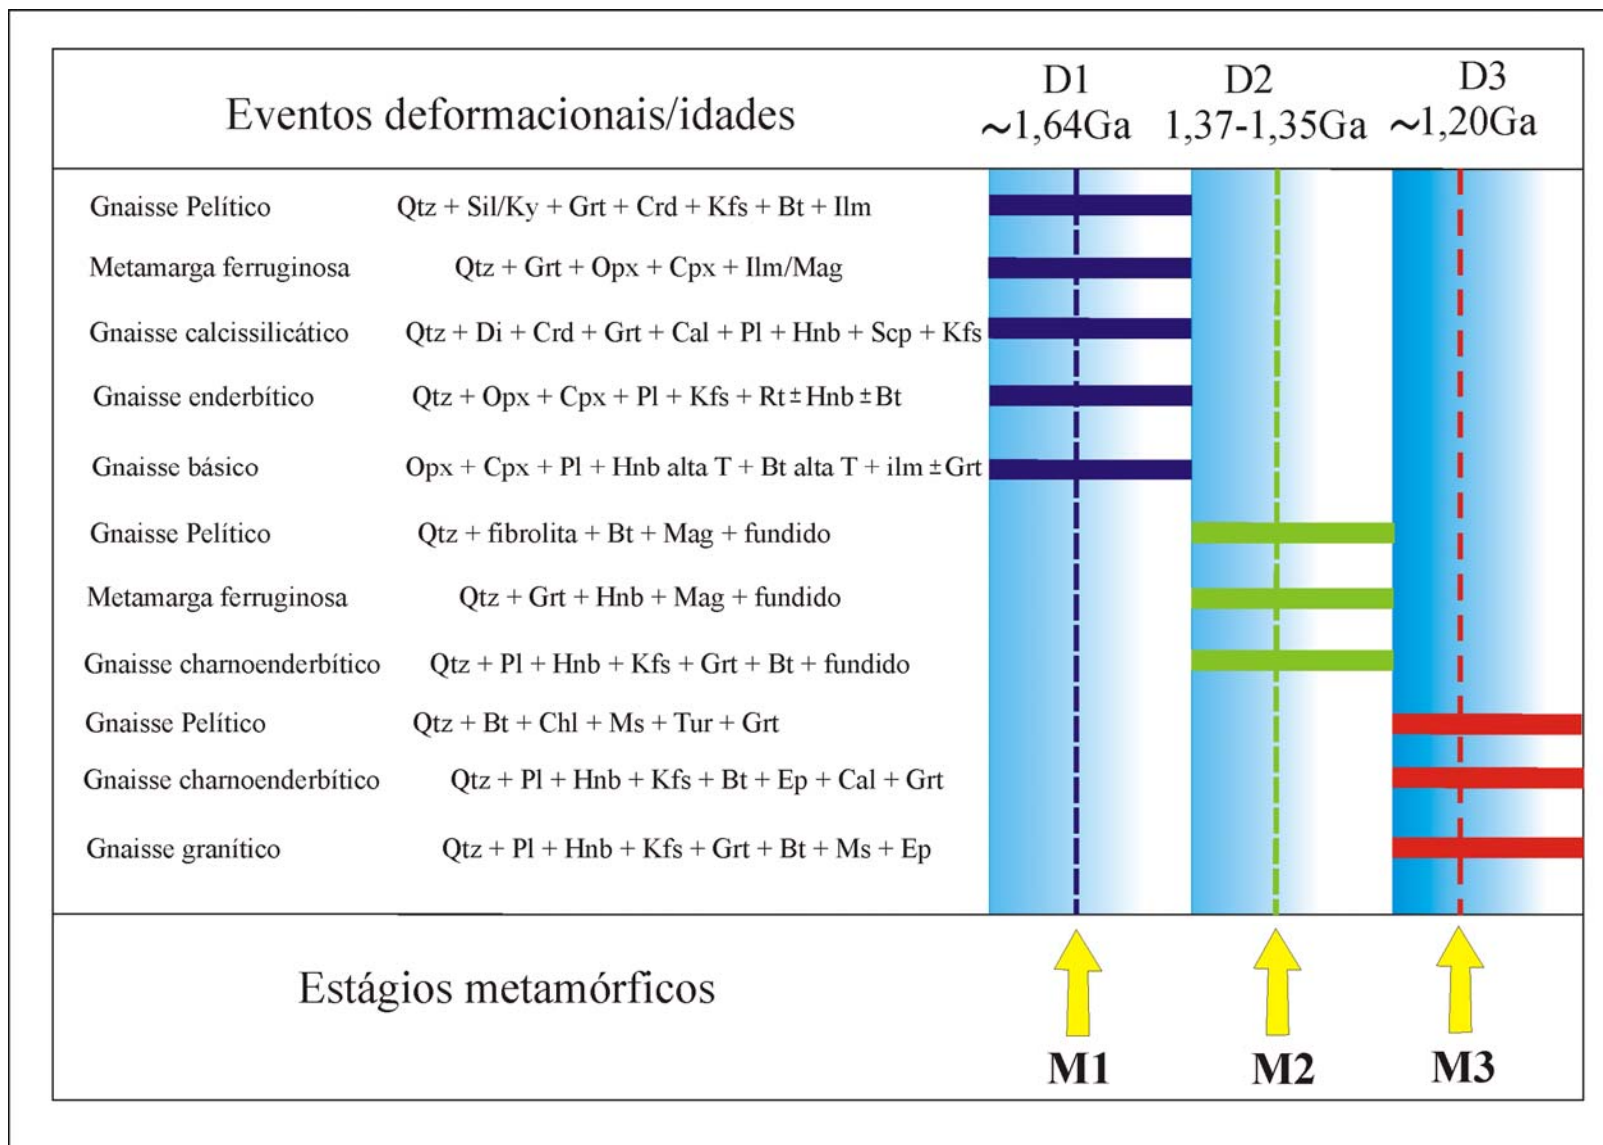 Eventos deformacionais/idades
D1 D2 D3
~1,64Ga 1,37-1,35Ga ~1,20Ga
Gnaisse Pelítico Qtz + Sil/Ky + Grt + Crd + Kfs + Bt + Ilm
Metamarga ferruginosa Qtz + Grt + Opx + Cpx + Ilm/Mag
Gnaisse calcissilicático Qtz + Di + Crd + Grt + Cal + Pl + Hnb + Scp + Kfs
Gnaisse enderbítico Qtz + Opx + Cpx + Pl + Kfs + Rt ± Hnb ± Bt
Gnaisse básico Opx + Cpx + Pl + Hnb alta T + Bt alta T + ilm ± Grt
Gnaisse Pelítico Qtz + fibrolita + Bt + Mag + fundido
Metamarga ferruginosa Qtz + Grt + Hnb + Mag + fundido
Gnaisse charnoenderbítico Qtz + Pl + Hnb + Kfs + Grt + Bt + fundido
Gnaisse Pelítico Qtz + Bt + Chl + Ms + Tur + Grt
Gnaisse charnoenderbítico Qtz + Pl + Hnb + Kfs + Bt + Ep + Cal + Grt
Gnaisse granítico Qtz + Pl + Hnb + Kfs + Grt + Bt + Ms + Ep
Estágios metamórficos
M1 M2 M3